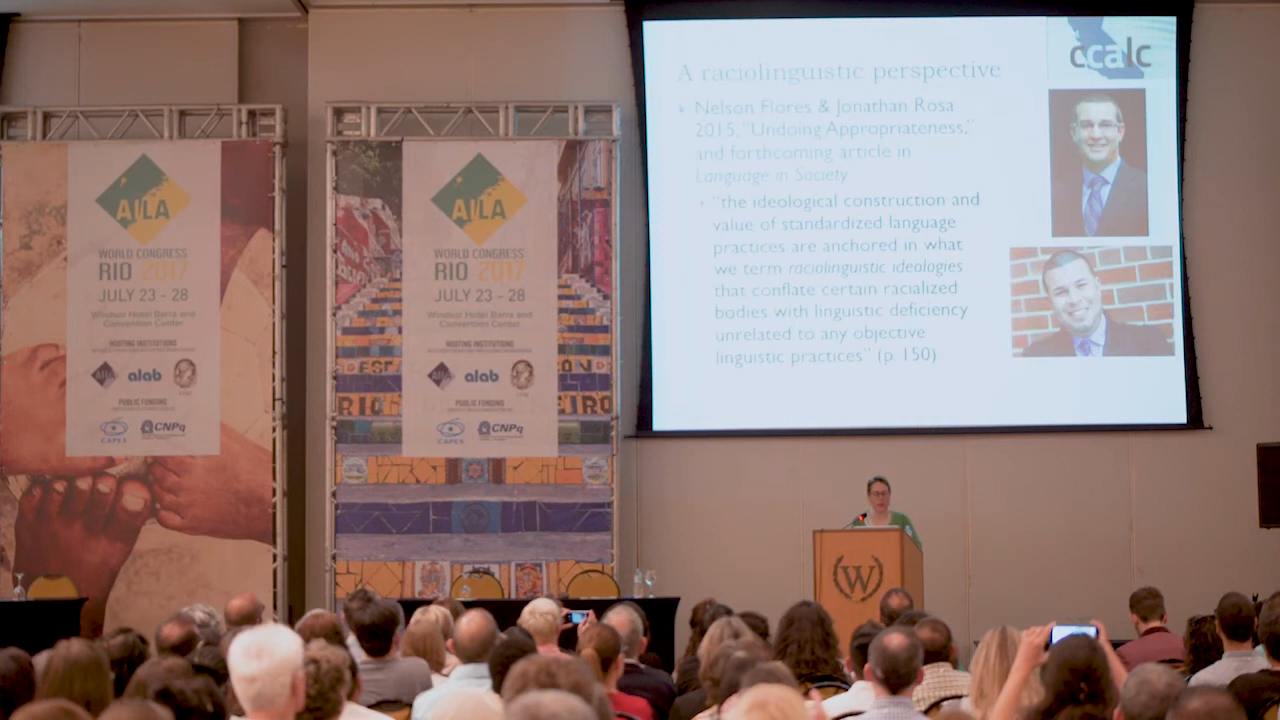 AILA
WORLD CONGRESS
RIO 2017
JULY 23 - 28
Windsor Hotel Barra and
Convention Center
HOSTING INSTITUTIONS
AILA
alab
PUBLIC FUNDING
CAPES
CNPq
AILA
WORLD CONGRESS
RIO 2017
JULY 23 - 28
Windsor Hotel Barra and
Convention Center
HOSTING INSTITUTIONS
alab
PUBLIC FUNDING
CAPES
CNPq
RIO
EIRO
ccalc
A raciolinguistic perspective
Nelson Flores & Jonathan Rosa
2015, "Undoing Appropriateness,"
and forthcoming article in
Language in Society
"the ideological construction and
value of standardized language
practices are anchored in what
we term raciolinguistic ideologies
that conflate certain racialized
bodies with linguistic deficiency
unrelated to any objective
linguistic practices" (p. 150)
W